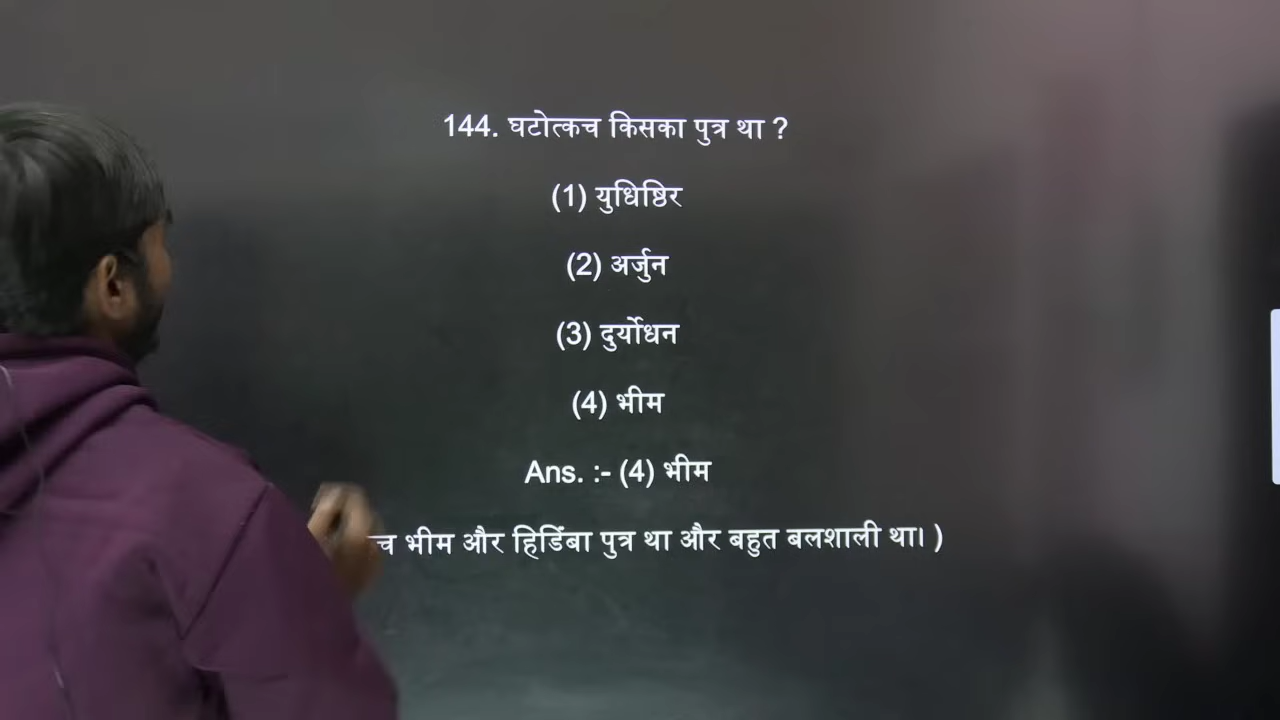 144. घटोत्कच किसका पुत्र था ?
(1) युधिष्ठिर
(2) अर्जुन
(3) दुर्योधन
(4) भीम
Ans. :- (4) भीम
भीम और हिडिंबा पुत्र था और बहुत बलशाली था। )